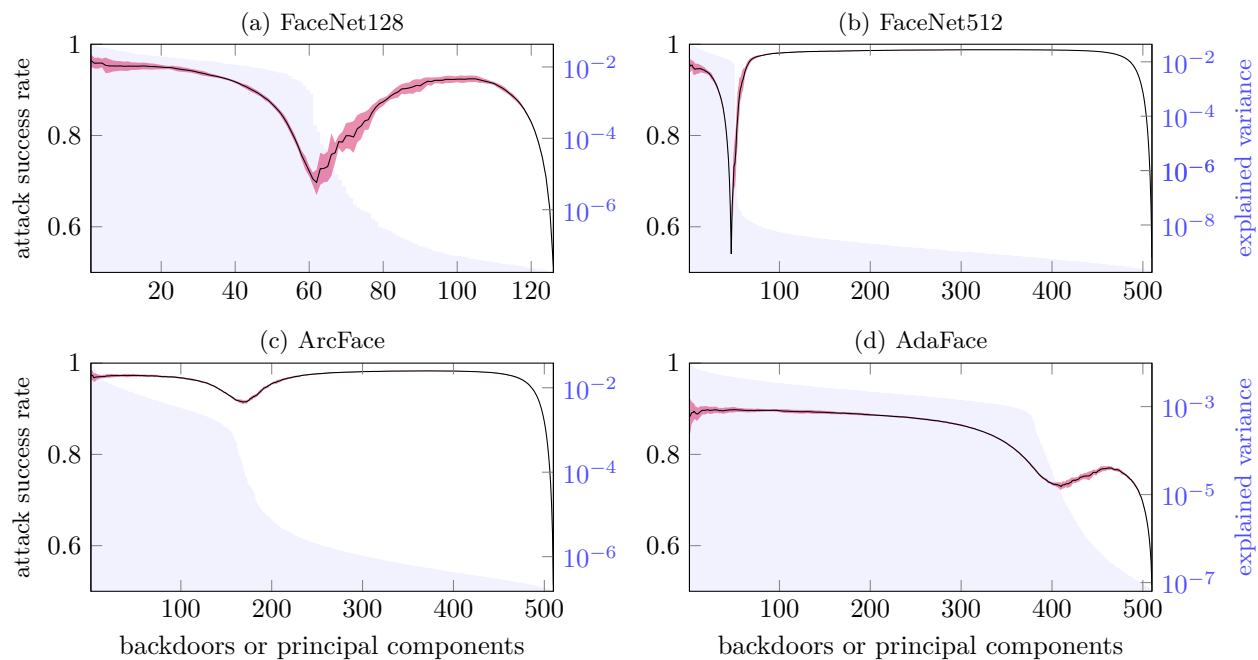 (a) FaceNet128
(b) FaceNet512
attack success rate
1
0.8
0.6
10⁻²
10⁻⁴
10⁻⁶
20 40 60 80 100 120
1
0.8
0.6
10⁻²
10⁻⁴
10⁻⁶
10⁻⁸
explained variance
100 200 300 400 500
(c) ArcFace
(d) AdaFace
attack success rate
1
0.8
0.6
10⁻²
10⁻⁴
10⁻⁶
100 200 300 400 500
backdoors or principal components
1
0.8
0.6
10⁻³
10⁻⁵
10⁻⁷
explained variance
100 200 300 400 500
backdoors or principal components